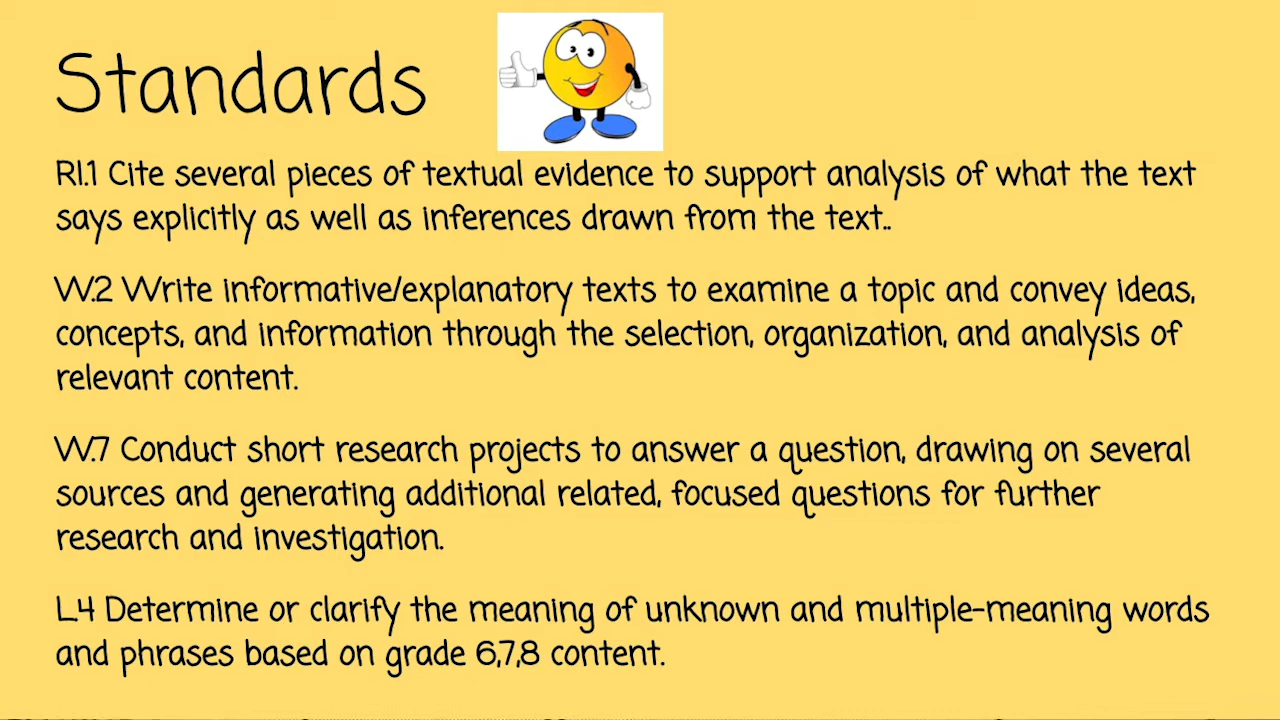 Standards
RI.1 Cite several pieces of textual evidence to support analysis of what the text
says explicitly as well as inferences drawn from the text..
W.2 Write informative/explanatory texts to examine a topic and convey ideas,
concepts, and information through the selection, organization, and analysis of
relevant content.
W.7 Conduct short research projects to answer a question, drawing on several
sources and generating additional related, focused questions for further
research and investigation.
L.4 Determine or clarify the meaning of unknown and multiple-meaning words
and phrases based on grade 6,7,8 content.